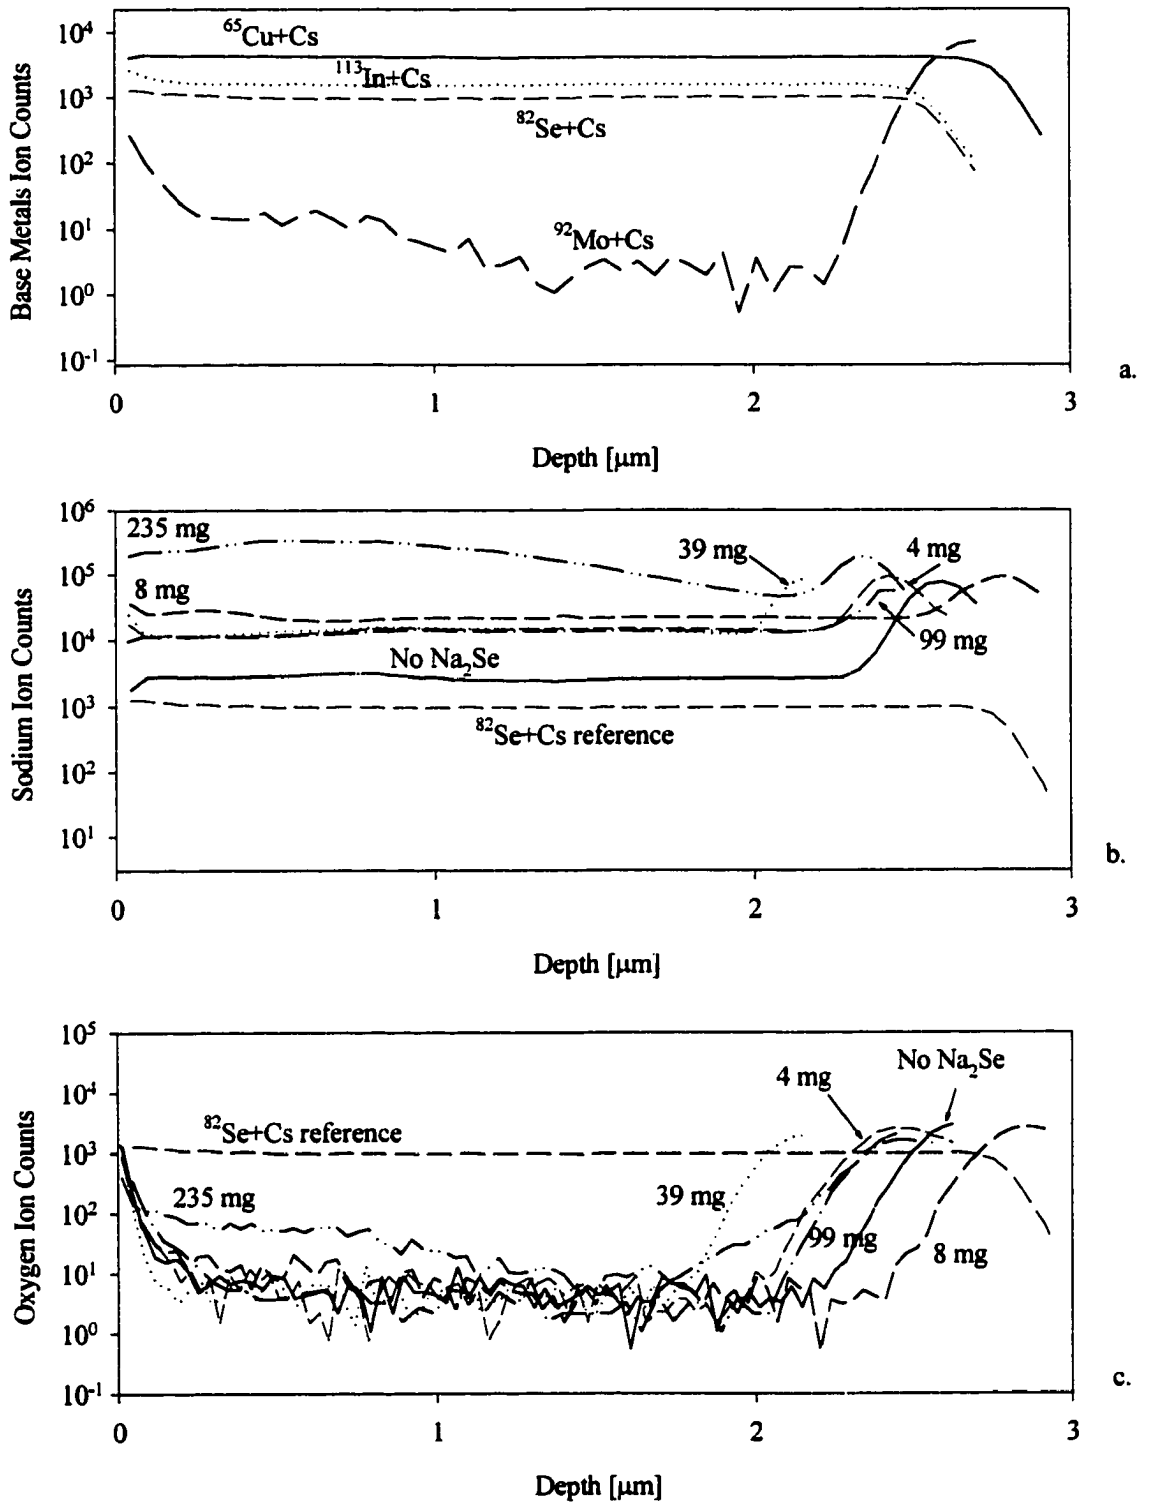 Base Metals Ion Counts
10⁴
10³
10²
10¹
10⁰
10⁻¹
⁶⁵Cu+Cs
¹¹³In+Cs
⁸²Se+Cs
⁹²Mo+Cs
0 1 2 3
a.
Depth [μm]
Sodium Ion Counts
10⁶
10⁵
10⁴
10³
10²
10¹
235 mg
39 mg
4 mg
8 mg
99 mg
No Na₂Se
⁸²Se+Cs reference
0 1 2 3
b.
Depth [μm]
Oxygen Ion Counts
10⁵
10⁴
10³
10²
10¹
10⁰
10⁻¹
No Na₂Se
4 mg
⁸²Se+Cs reference
235 mg
39 mg
99 mg
8 mg
0 1 2 3
c.
Depth [μm]